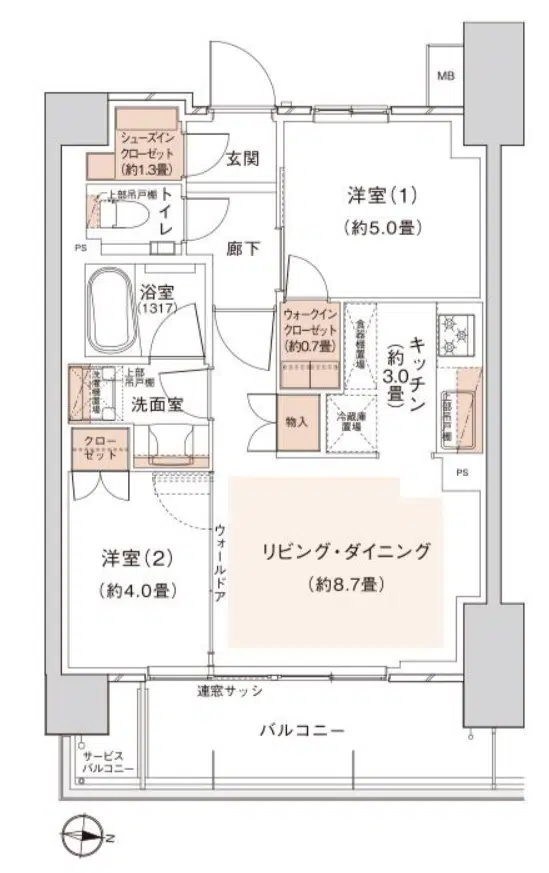 MB
シューズイン
クローゼット
(約1.3畳)
玄関
洋室(1)
(約5.0畳)
上部吊戸棚
トイレ
PS
廊下
浴室
(1317)
ウォークイン
クローゼット
(約0.7畳)
食器棚置場
キッチン
(約3.0畳)
上部
吊戸棚
洗濯機置場
洗面室
物入
冷蔵庫
置場
上部吊戸棚
クロー
ゼット
PS
洋室(2)
(約4.0畳)
ウォールドア
リビング・ダイニング
(約8.7畳)
連窓サッシ
バルコニー
サービス
バルコニー
N